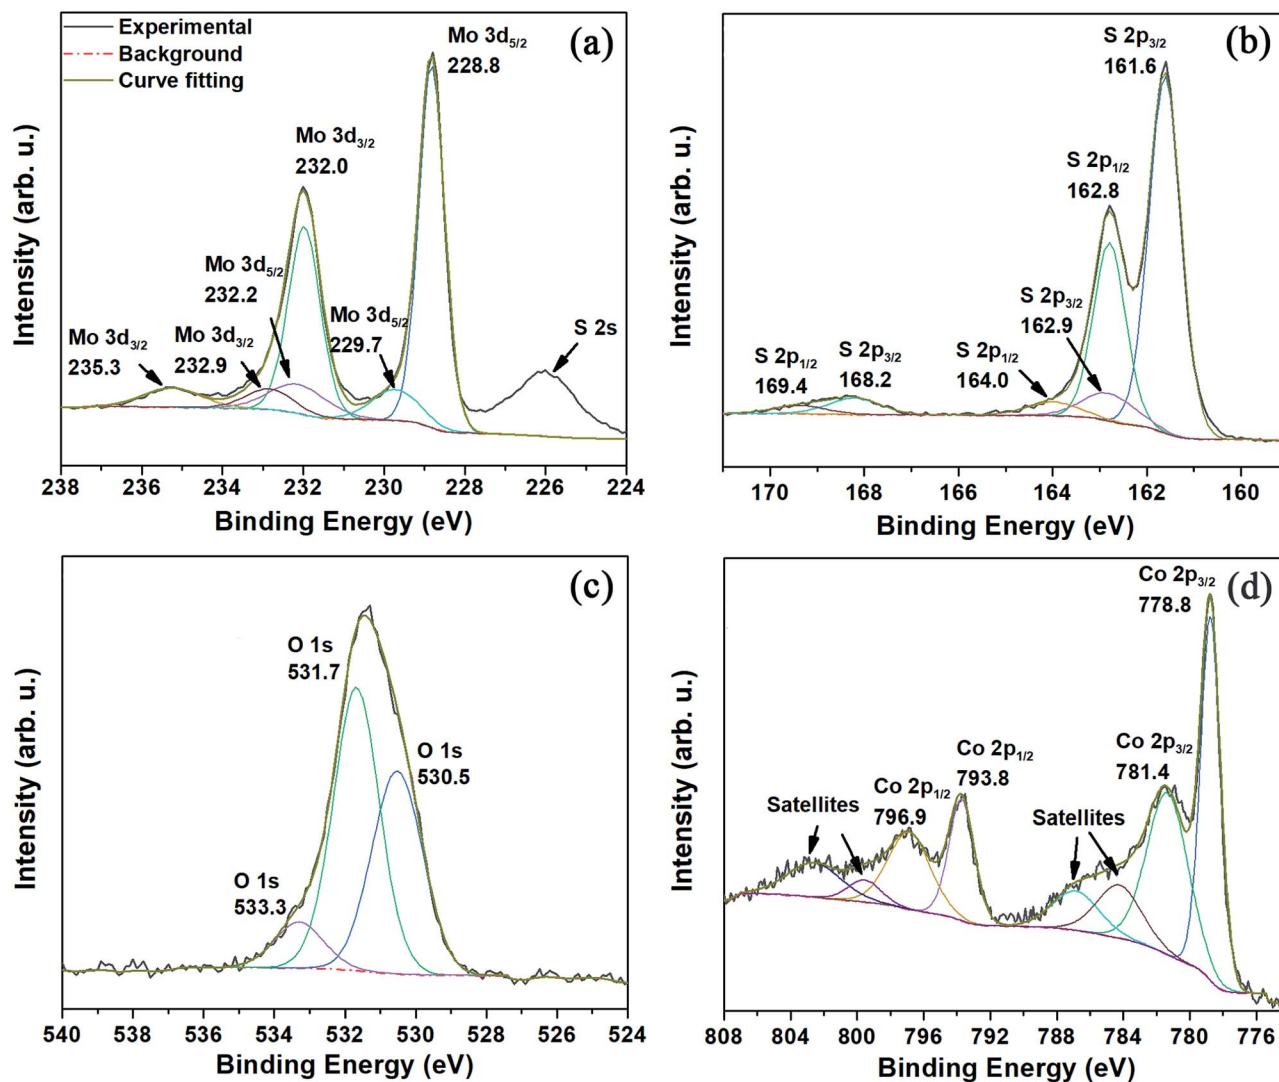 Experimental
Background
Curve fitting
(a)
Mo 3d5/2
228.8
Mo 3d3/2
232.0
Mo 3d5/2
232.2
Mo 3d5/2
229.7
Mo 3d3/2
235.3
Mo 3d3/2
232.9
S 2s
Intensity (arb. u.)
238 236 234 232 230 228 226 224
Binding Energy (eV)
(b)
S 2p3/2
161.6
S 2p1/2
162.8
S 2p3/2
162.9
S 2p1/2
164.0
S 2p3/2
168.2
S 2p1/2
169.4
Intensity (arb. u.)
170 168 166 164 162 160
Binding Energy (eV)
(c)
O 1s
531.7
O 1s
530.5
O 1s
533.3
Intensity (arb. u.)
540 538 536 534 532 530 528 526 524
Binding Energy (eV)
(d)
Co 2p3/2
778.8
Co 2p3/2
781.4
Co 2p1/2
793.8
Co 2p1/2
796.9
Satellites
Satellites
Intensity (arb. u.)
808 804 800 796 792 788 784 780 776
Binding Energy (eV)